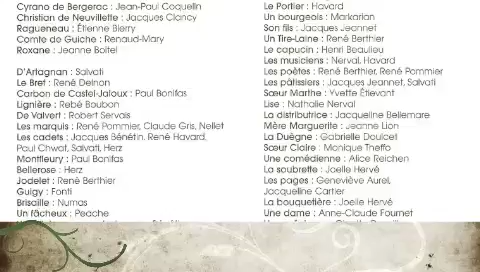 Cyrano de Bergerac : Jean-Paul Coquelin
Christian de Neuvillette : Jacques Clancy
Ragueneau : Étienne Bierry
Comte de Guiche : Renaud-Mary
Roxane : Jeanne Boitel
D'Artagnan : Salvati
Le Bret : René Delnon
Carbon de Castel-Jaloux : Paul Bonifas
Lignière : Rebé Boubon
De Valvert : Robert Servais
Les marquis : René Pommier, Claude Gris, Nellet
Les cadets : Jacques Bénétin, René Havard,
Paul Chwat, Salvati, Herz
Montfleury : Paul Bonifas
Bellerose : Herz
Jodelet : René Berthier
Guigy : Fonti
Brisaille : Numas
Un fâcheux : Peache
Le Portier : Havard
Un bourgeois : Markarian
Son fils : Jacques Jeannet
Un Tire-Laine : René Berthier
Le capucin : Henri Beaulieu
Les musiciens : Nerval, Havard
Les poètes : René Berthier, René Pommier
Les pâtissiers : Jacques Jeannet, Salvati
Sœur Marthe : Yvette Étievant
Lise : Nathalie Nerval
La distributrice : Jacqueline Bellemare
Mère Marguerite : Jeanne Lion
La Duègne : Gabrielle Doulcet
Sœur Claire : Monique Theffo
Une comédienne : Alice Reichen
La soubrette : Joelle Hervé
Les pages : Geneviève Aurel,
Jacqueline Cartier
La bouquetière : Joelle Hervé
Une dame : Anne-Claude Fournet